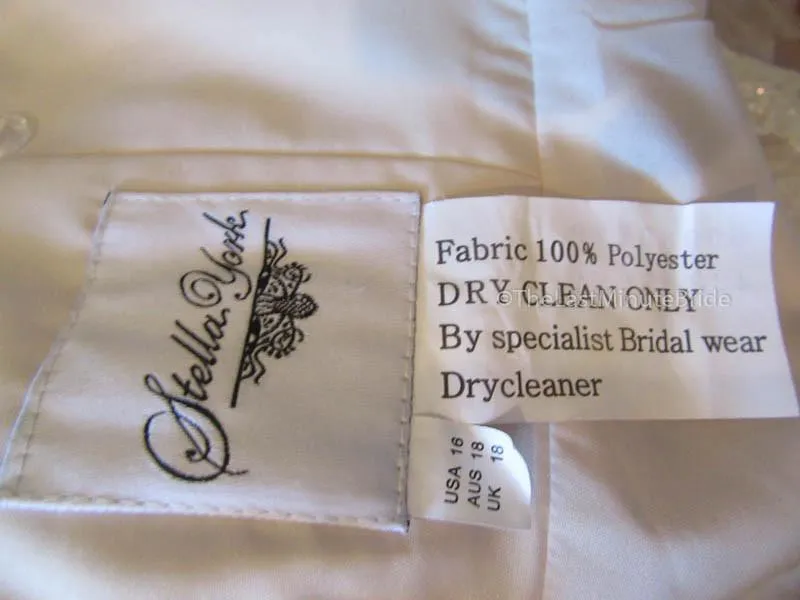 Stella York
Fabric 100% Polyester
DRY CLEAN ONLY
©TheLastMinuteBride
By specialist Bridal wear
Drycleaner
USA 16
AUS 18
UK 18